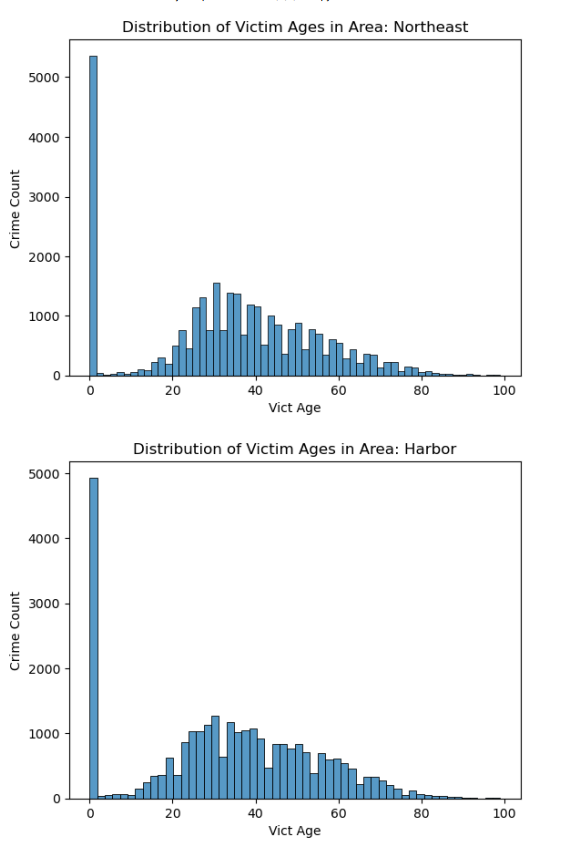 Distribution of Victim Ages in Area: Northeast
5000
4000
3000
2000
1000
0
Crime Count
0 20 40 60 80 100
Vict Age
Distribution of Victim Ages in Area: Harbor
5000
4000
3000
2000
1000
0
Crime Count
0 20 40 60 80 100
Vict Age